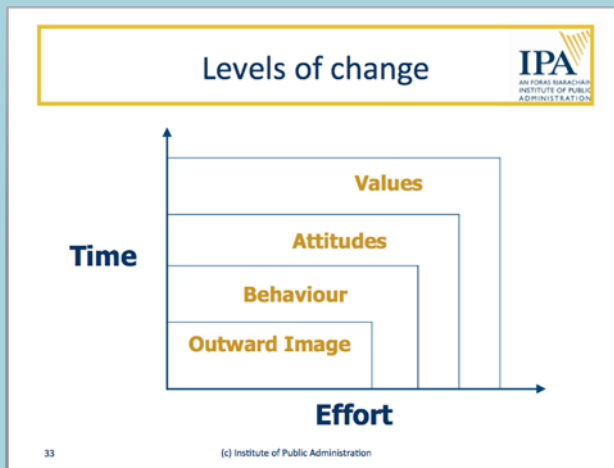 Levels of change
IPA
AN FORAS RIARACHÁIN
INSTITUTE OF PUBLIC
ADMINISTRATION
Values
Attitudes
Time
Behaviour
Outward Image
Effort
33
(c) Institute of Public Administration